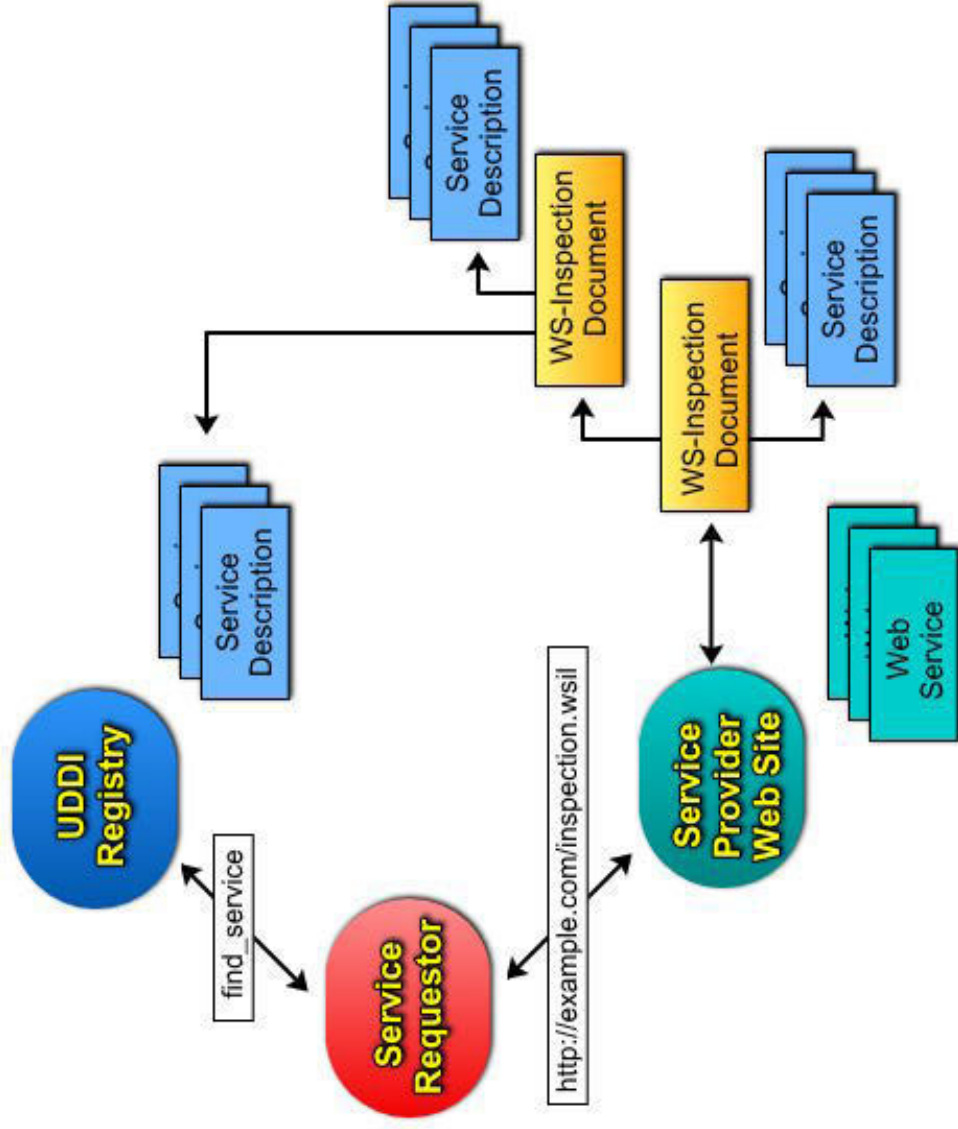 UDDI
Registry
find_service
Service
Description
Service
Requestor
http://example.com/inspection.wsil
Service
Provider
Web Site
Web
Service
WS-Inspection
Document
WS-Inspection
Document
Service
Description
Service
Description